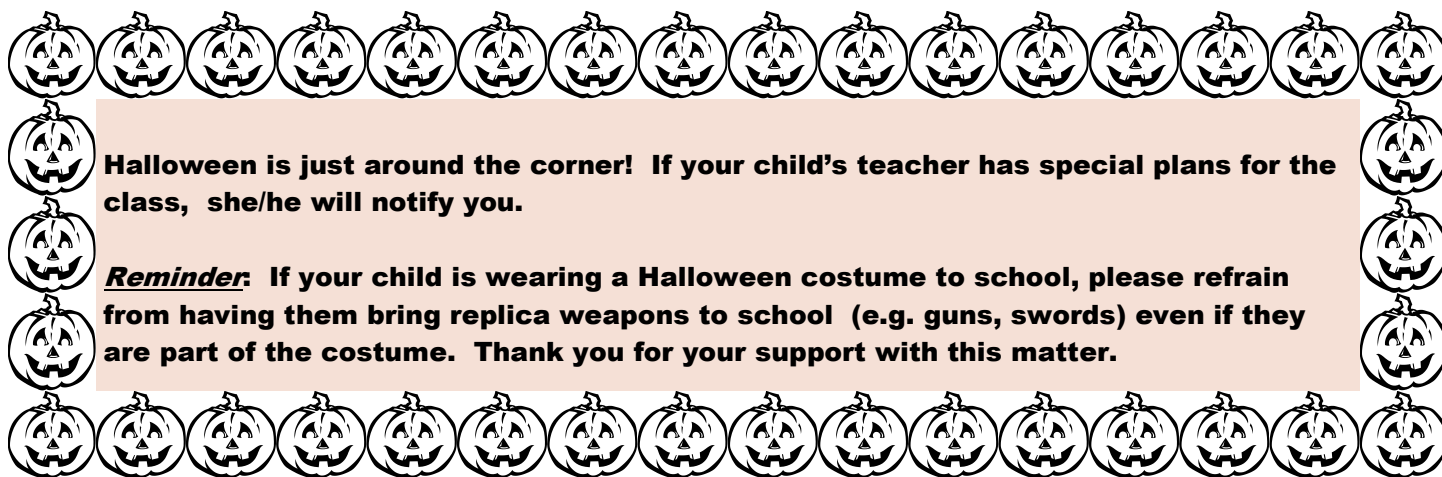 Halloween is just around the corner!  If your child’s teacher has special plans for the
class,  she/he will notify you.
Reminder:  If your child is wearing a Halloween costume to school, please refrain
from having them bring replica weapons to school  (e.g. guns, swords) even if they
are part of the costume.  Thank you for your support with this matter.